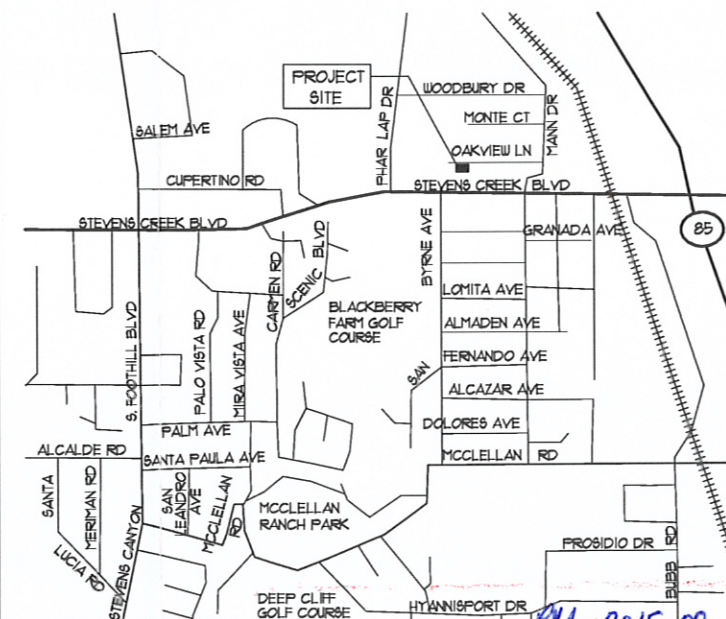 PROJECT
SITE
PHAR LAP DR
WOODBURY DR
MONTE CT
MANN DR
OAKVIEW LN
SALEM AVE
CUPERTINO RD
STEVENS CREEK BLVD
STEVENS CREEK BLVD
85
BYRNE AVE
GRANADA AVE
CARMEN RD
SCENIC BLVD
LOMITA AVE
BLACKBERRY
FARM GOLF
COURSE
ALMADEN AVE
S. FOOTHILL BLVD
PALO VISTA RD
MIRA VISTA AVE
SAN FERNANDO AVE
ALCAZAR AVE
DOLORES AVE
PALM AVE
ALCALDE RD
SANTA PAULA AVE
MCCLELLAN RD
SANTA LUCIA RD
MERIMAN RD
SAN
LEANDRO
AVE
MCCLELLAN
RD
MCCLELLAN
RANCH PARK
STEVENS CANYON
PROSIDIO DR
BUBB RD
DEEP CLIFF
GOLF COURSE
HYANNISPORT DR